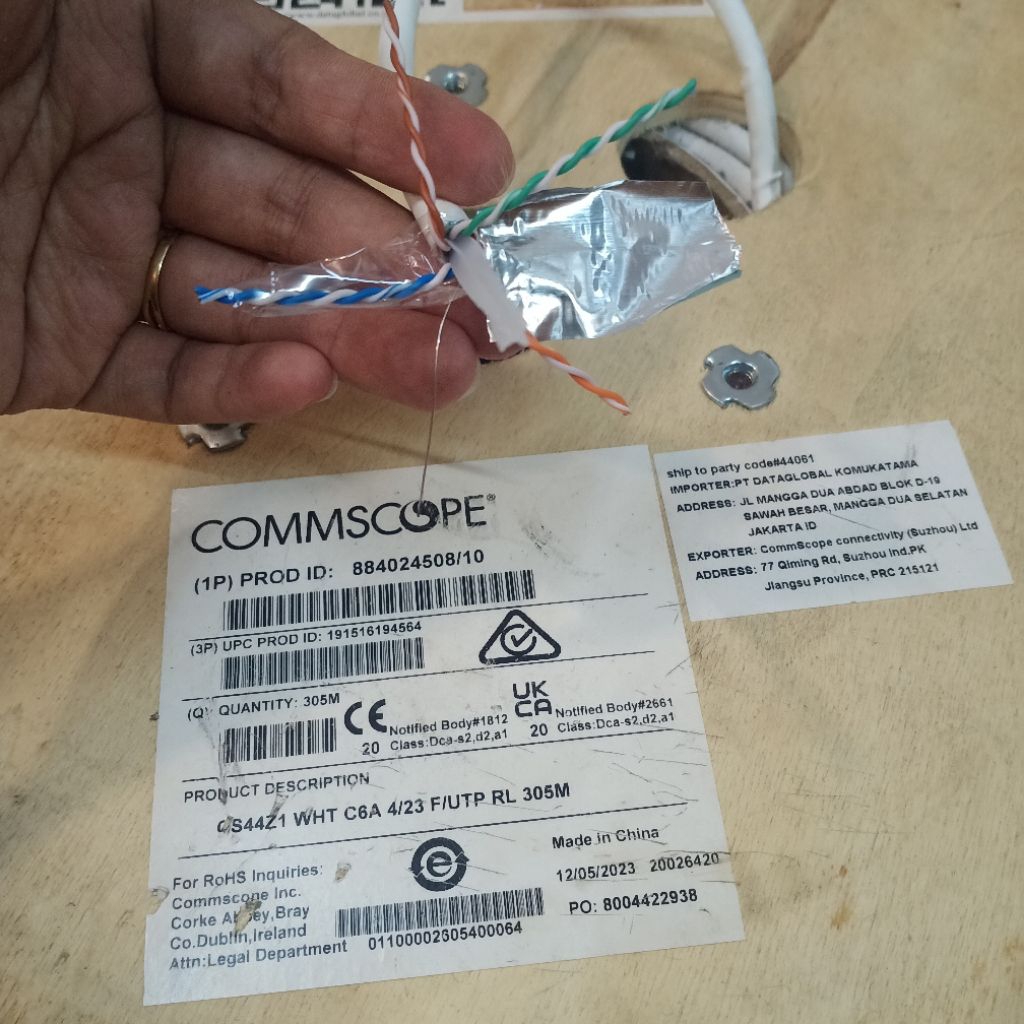 COMMSCOPE®
(1P) PROD ID: 884024508/10
(3P) UPC PROD ID: 191516194564
(Q) QUANTITY: 305M
CE
Notified Body#1812
20 Class:Dca-s2,d2,a1
UK
CA
Notified Body#2661
20 Class:Dca-s2,d2,a1
PRODUCT DESCRIPTION
CS44Z1 WHT C6A 4/23 F/UTP RL 305M
For RoHS Inquiries:
Commscope Inc.
Corke Abbey,Bray
Co.Dublin,Ireland
Attn:Legal Department
e
01100002605400064
Made in China
12/05/2023 20026420
PO: 8004422938
ship to party code#44061
IMPORTER:PT DATAGLOBAL KOMUKATAMA
ADDRESS: JL MANGGA DUA ABDAD BLOK D-19
SAWAH BESAR, MANGGA DUA SELATAN
JAKARTA ID
EXPORTER: CommScope connectivity (Suzhou) Ltd
ADDRESS: 77 Qiming Rd, Suzhou Ind.PK
Jiangsu Province, PRC 215121